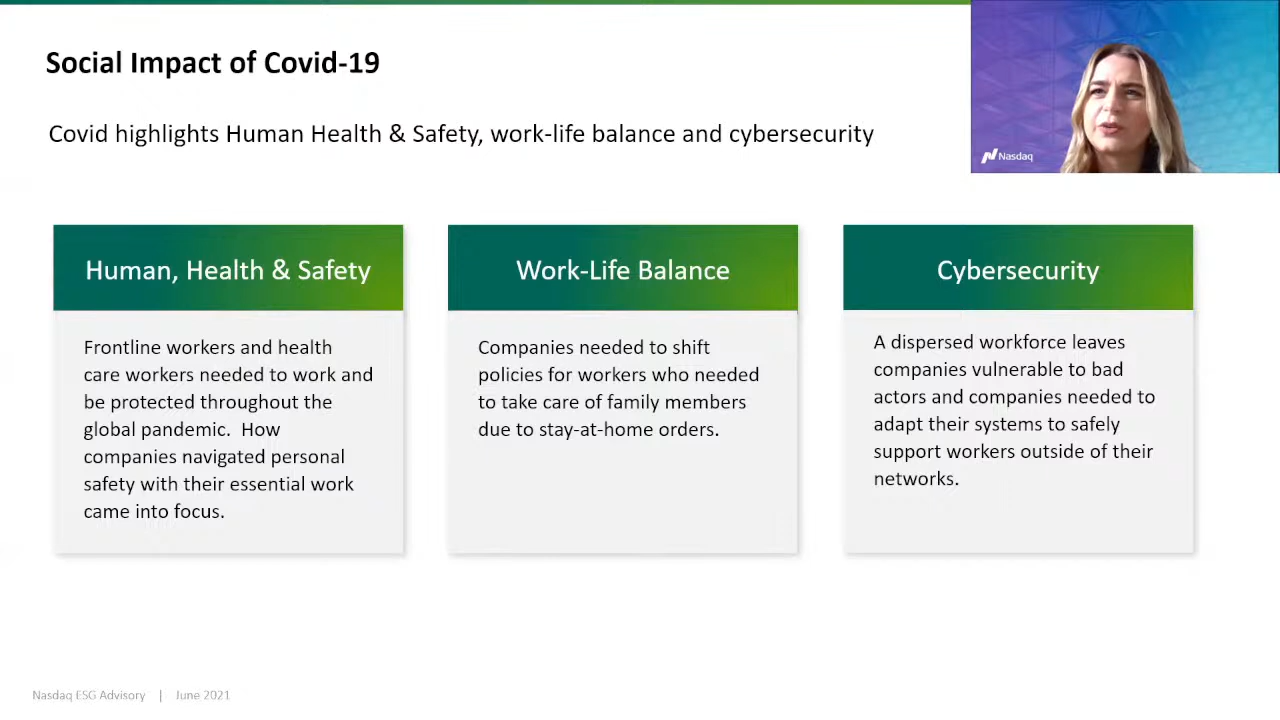 Social Impact of Covid-19
Covid highlights Human Health & Safety, work-life balance and cybersecurity
Nasdaq
Human, Health & Safety
Frontline workers and health
care workers needed to work and
be protected throughout the
global pandemic.  How
companies navigated personal
safety with their essential work
came into focus.
Work-Life Balance
Companies needed to shift
policies for workers who needed
to take care of family members
due to stay-at-home orders.
Cybersecurity
A dispersed workforce leaves
companies vulnerable to bad
actors and companies needed to
adapt their systems to safely
support workers outside of their
networks.
Nasdaq ESG Advisory | June 2021